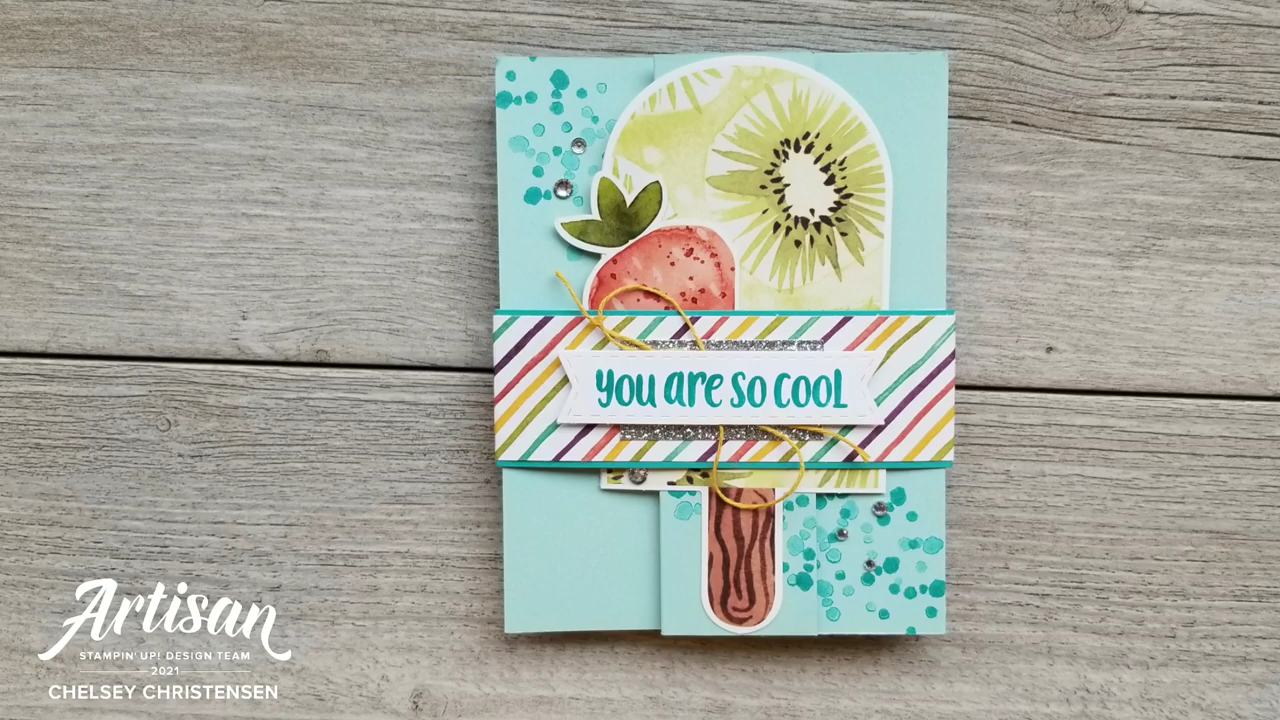 you are so cool
Artisan
STAMPIN' UP! DESIGN TEAM
2021
CHELSEY CHRISTENSEN